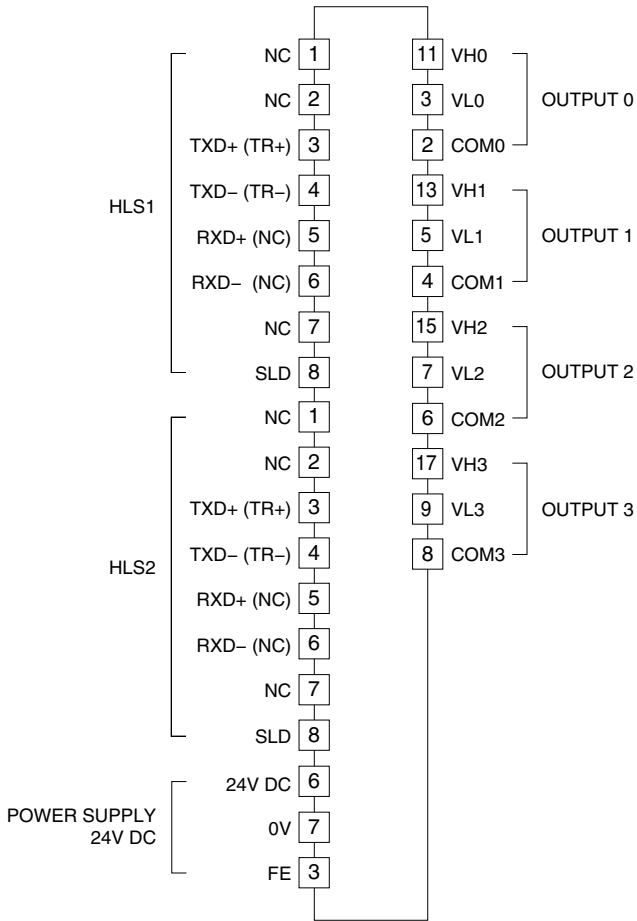 HLS1
NC 1
NC 2
TXD+ (TR+) 3
TXD− (TR−) 4
RXD+ (NC) 5
RXD− (NC) 6
NC 7
SLD 8
HLS2
NC 1
NC 2
TXD+ (TR+) 3
TXD− (TR−) 4
RXD+ (NC) 5
RXD− (NC) 6
NC 7
SLD 8
POWER SUPPLY
24V DC
24V DC 6
0V 7
FE 3
11 VH0
3 VL0
2 COM0
OUTPUT 0
13 VH1
5 VL1
4 COM1
OUTPUT 1
15 VH2
7 VL2
6 COM2
OUTPUT 2
17 VH3
9 VL3
8 COM3
OUTPUT 3